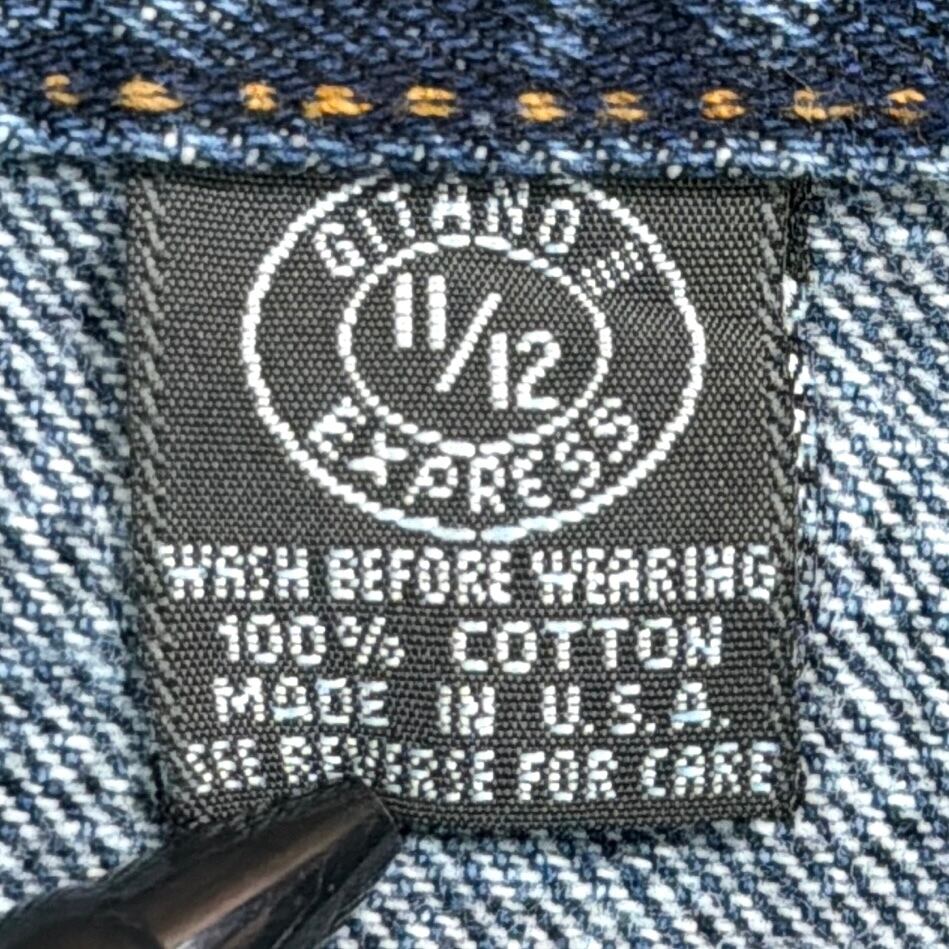 GITANO
11/12
EXPRESS
WASH BEFORE WEARING
100% COTTON
MADE IN U.S.A.
SEE REVERSE FOR CARE